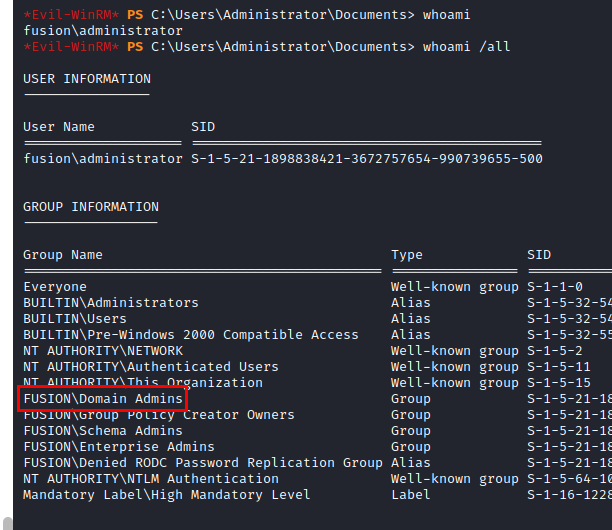 *Evil-WinRM* PS C:\Users\Administrator\Documents> whoami
fusion\administrator
*Evil-WinRM* PS C:\Users\Administrator\Documents> whoami /all
USER INFORMATION
----------------
User Name SID
==================== ============================================
fusion\administrator S-1-5-21-1898838421-3672757654-990739655-500
GROUP INFORMATION
-----------------
Group Name Type SID
Everyone Well-known group S-1-1-0
BUILTIN\Administrators Alias S-1-5-32-54
BUILTIN\Users Alias S-1-5-32-54
BUILTIN\Pre-Windows 2000 Compatible Access Alias S-1-5-32-55
NT AUTHORITY\NETWORK Well-known group S-1-5-2
NT AUTHORITY\Authenticated Users Well-known group S-1-5-11
NT AUTHORITY\This Organization Well-known group S-1-5-15
FUSION\Domain Admins Group S-1-5-21-18
FUSION\Group Policy Creator Owners Group S-1-5-21-18
FUSION\Schema Admins Group S-1-5-21-18
FUSION\Enterprise Admins Group S-1-5-21-18
FUSION\Denied RODC Password Replication Group Alias S-1-5-21-18
NT AUTHORITY\NTLM Authentication Well-known group S-1-5-64-10
Mandatory Label\High Mandatory Level Label S-1-16-1228